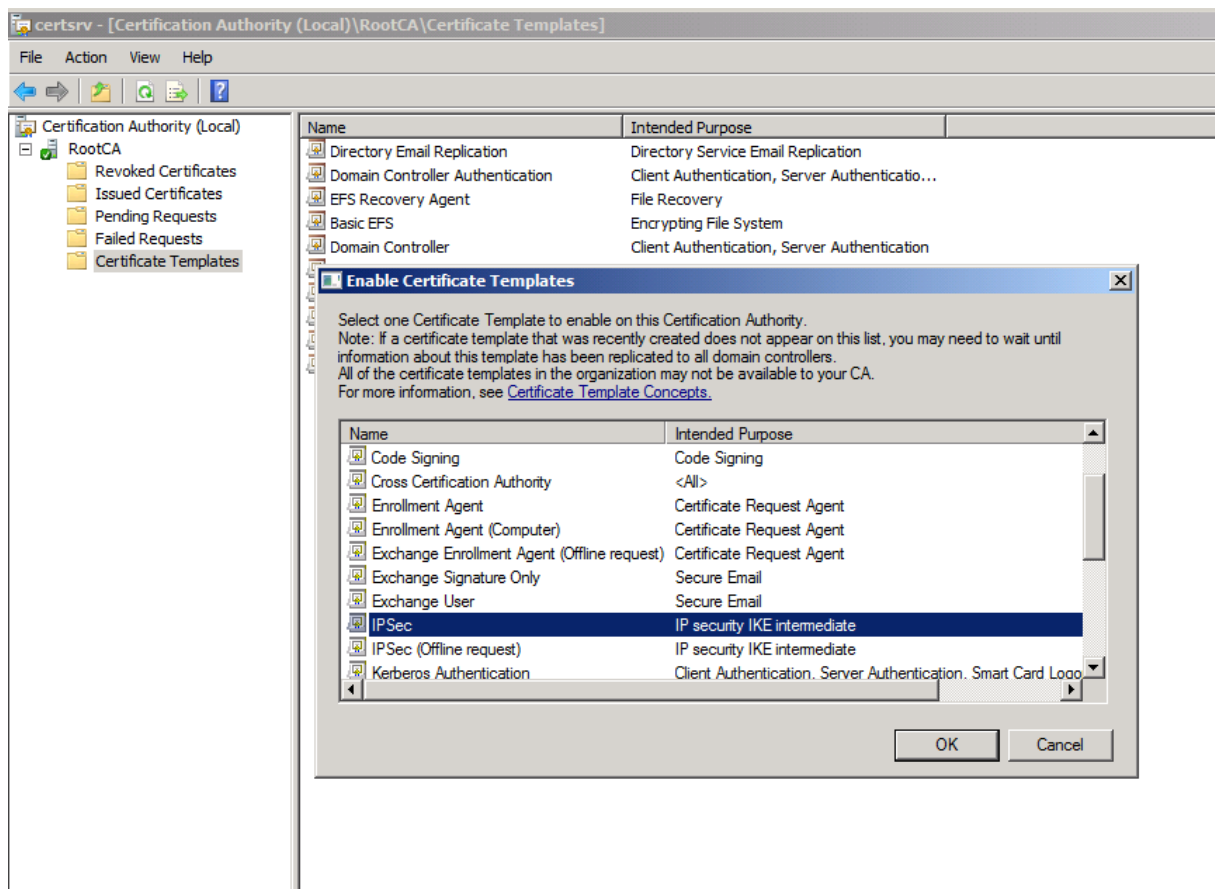 certsrv - [Certification Authority (Local)\RootCA\Certificate Templates]
File Action View Help
Certification Authority (Local)
RootCA
Revoked Certificates
Issued Certificates
Pending Requests
Failed Requests
Certificate Templates
Name Intended Purpose
Directory Email Replication Directory Service Email Replication
Domain Controller Authentication Client Authentication, Server Authenticatio...
EFS Recovery Agent File Recovery
Basic EFS Encrypting File System
Domain Controller Client Authentication, Server Authentication
Enable Certificate Templates
Select one Certificate Template to enable on this Certification Authority.
Note: If a certificate template that was recently created does not appear on this list, you may need to wait until
information about this template has been replicated to all domain controllers.
All of the certificate templates in the organization may not be available to your CA.
For more information, see Certificate Template Concepts.
Name Intended Purpose
Code Signing Code Signing
Cross Certification Authority <All>
Enrollment Agent Certificate Request Agent
Enrollment Agent (Computer) Certificate Request Agent
Exchange Enrollment Agent (Offline request) Certificate Request Agent
Exchange Signature Only Secure Email
Exchange User Secure Email
IPSec IP security IKE intermediate
IPSec (Offline request) IP security IKE intermediate
Kerberos Authentication Client Authentication, Server Authentication, Smart Card Logo
OK Cancel